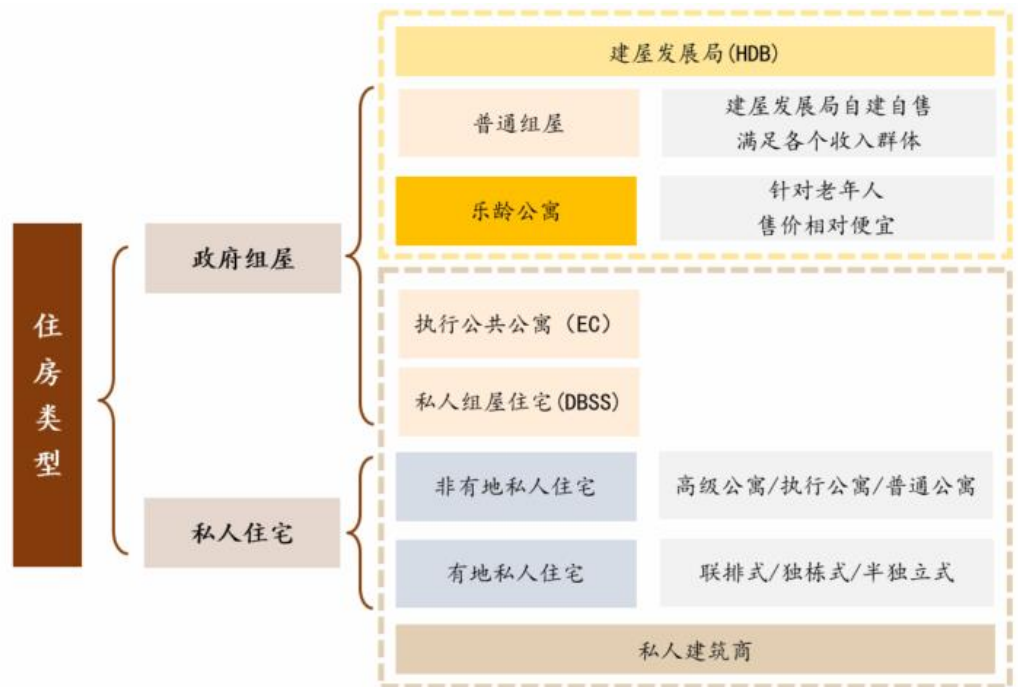 建屋发展局(HDB)
普通组屋
建屋发展局自建自售
满足各个收入群体
乐龄公寓
针对老年人
售价相对便宜
政府组屋
住房类型
执行公共公寓（EC）
私人组屋住宅(DBSS)
非有地私人住宅
高级公寓/执行公寓/普通公寓
私人住宅
有地私人住宅
联排式/独栋式/半独立式
私人建筑商